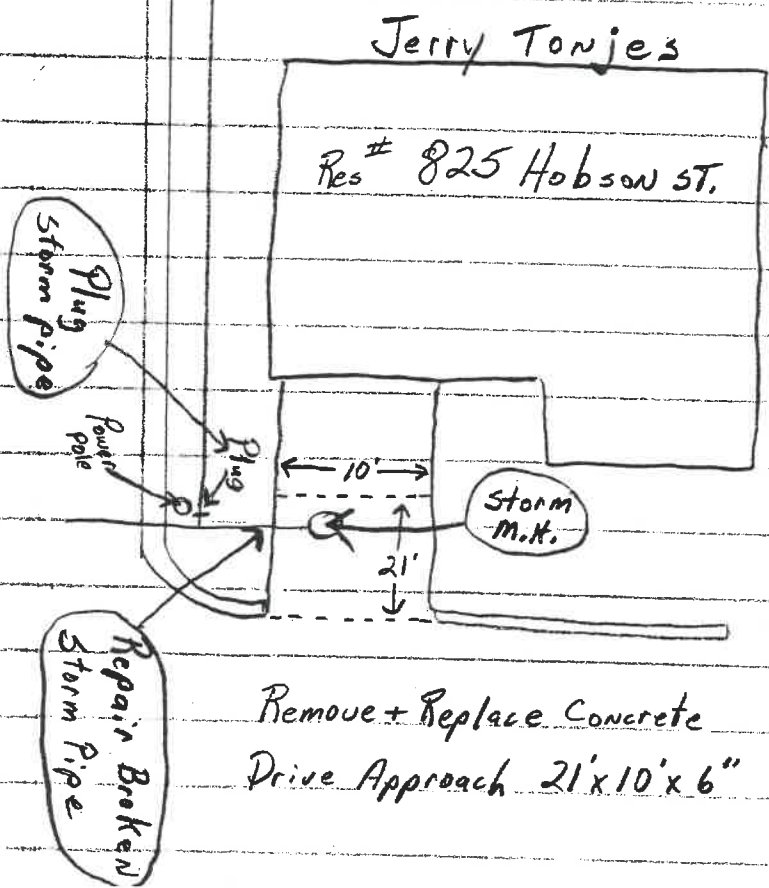 Jerry Tonjes
Res # 825 Hobson ST.
Plug
Storm Pipe
Power
pole
Plug
10'
Storm
M.H.
21'
Repair Broken
Storm Pipe
Remove + Replace Concrete
Drive Approach 21'x10'x6"